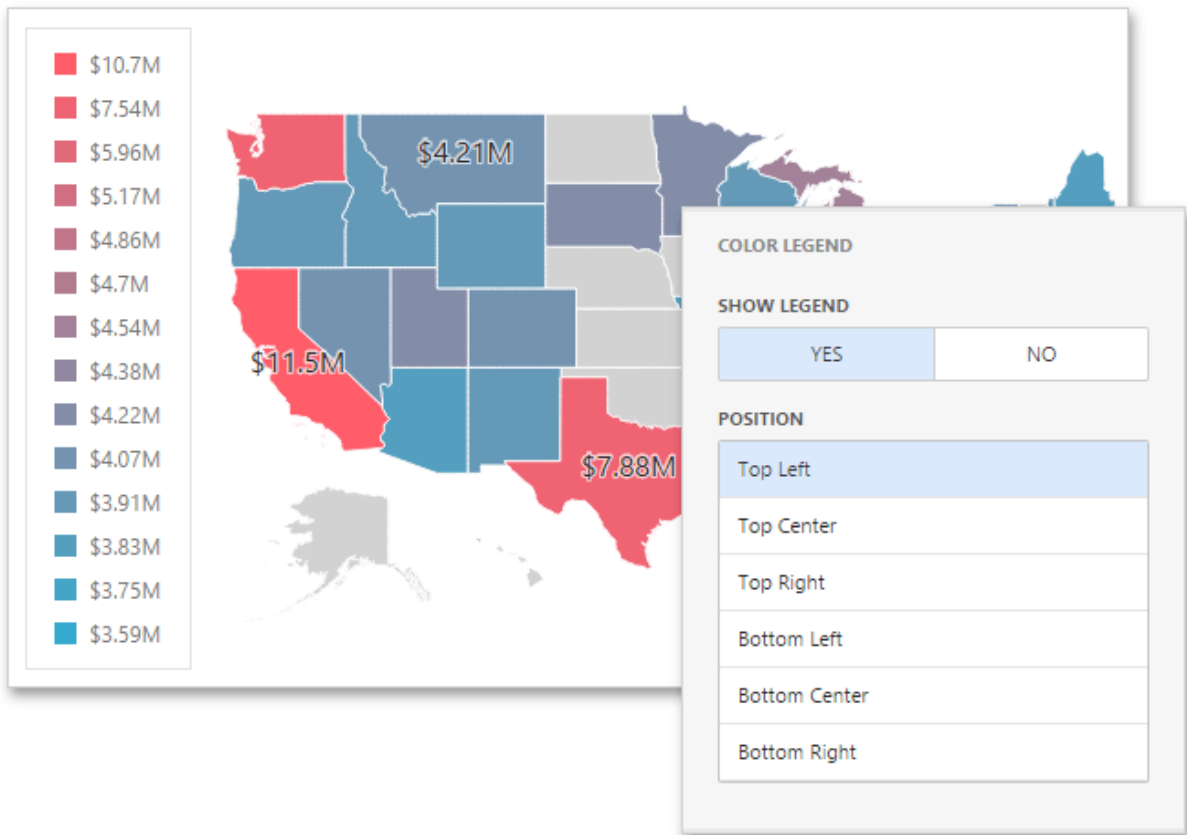 $10.7M
$7.54M
$5.96M
$5.17M
$4.86M
$4.7M
$4.54M
$4.38M
$4.22M
$4.07M
$3.91M
$3.83M
$3.75M
$3.59M
$4.21M
$11.5M
$7.88M
COLOR LEGEND
SHOW LEGEND
YES NO
POSITION
Top Left
Top Center
Top Right
Bottom Left
Bottom Center
Bottom Right